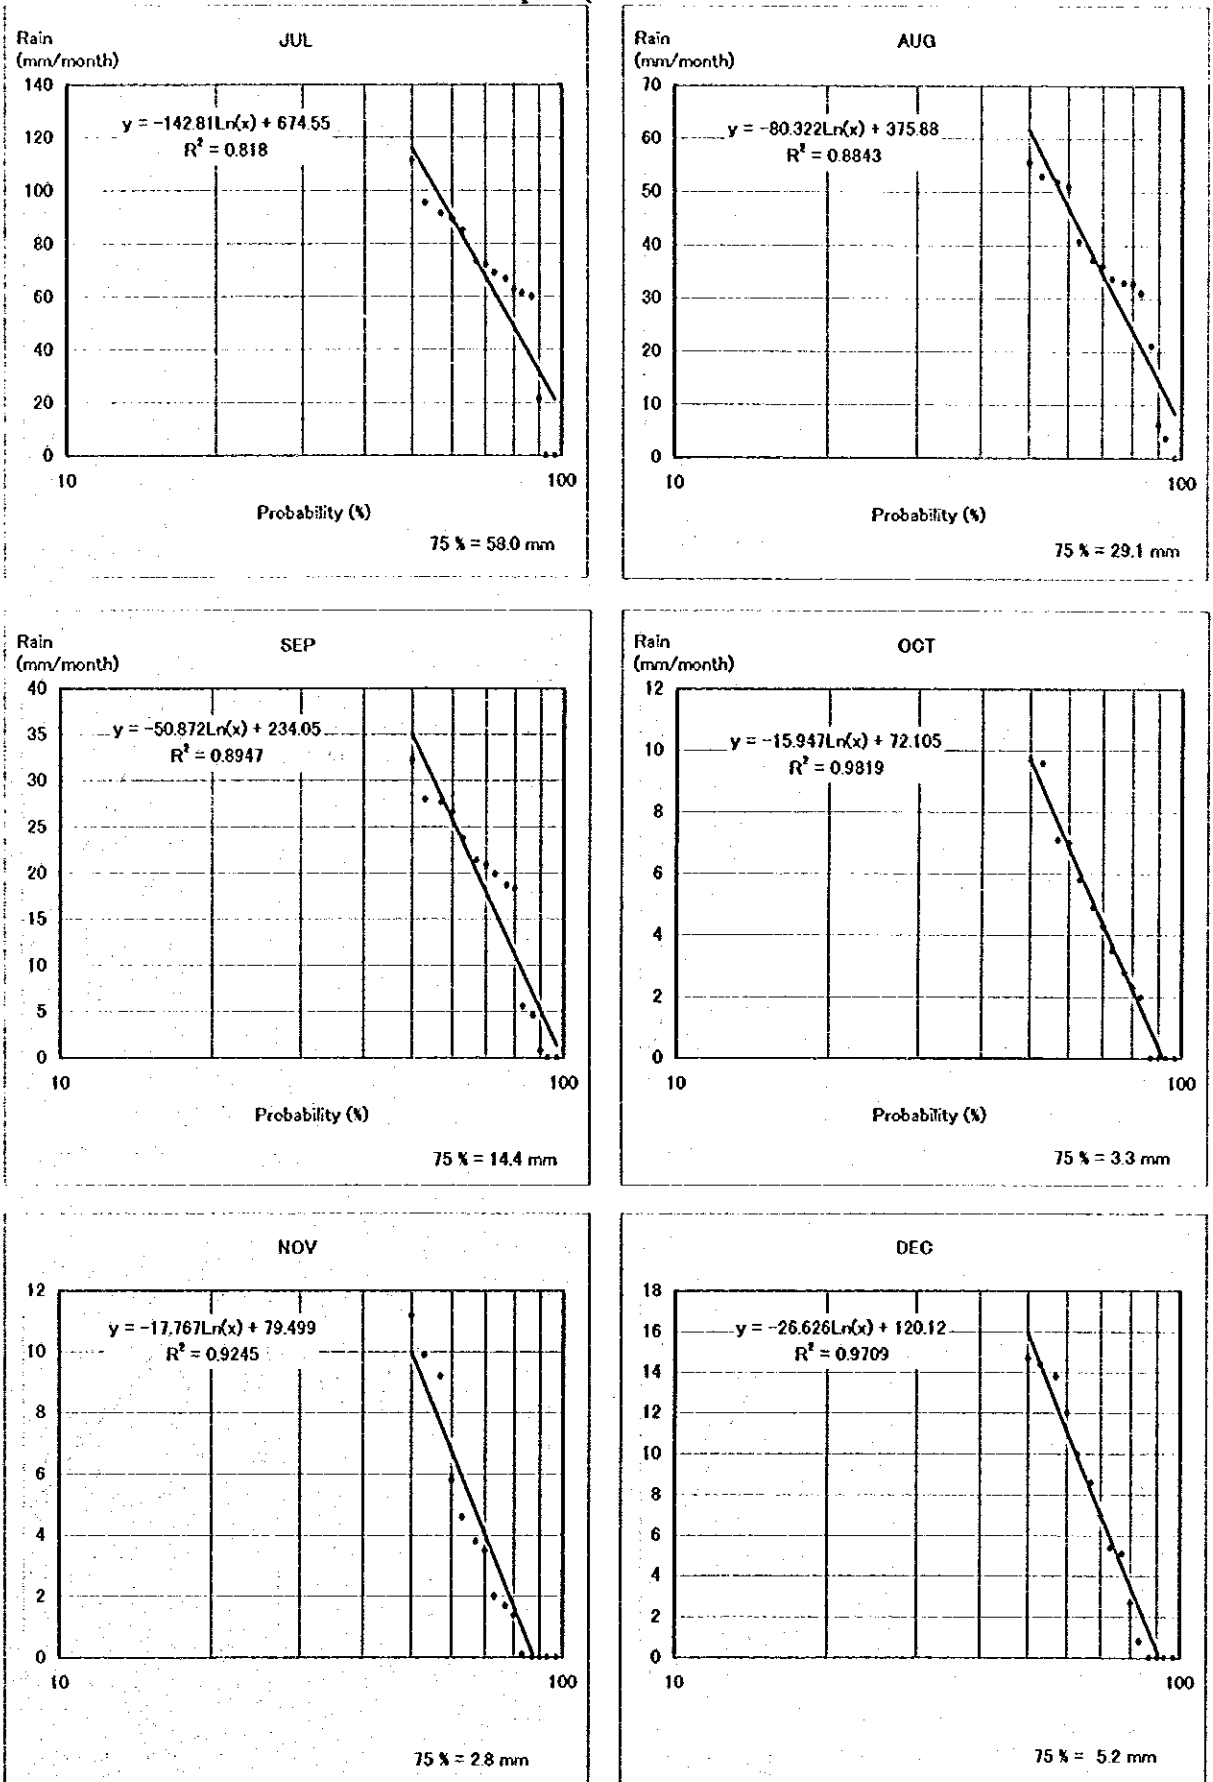 Rain
(mm/month)
JUL
140
120
100
80
60
40
20
0
y = -142.81Ln(x) + 674.55
R² = 0.818
10
100
Probability (%)
75 % = 58.0 mm
Rain
(mm/month)
AUG
70
60
50
40
30
20
10
0
y = -80.322Ln(x) + 375.88
R² = 0.8843
10
100
Probability (%)
75 % = 29.1 mm
Rain
(mm/month)
SEP
40
35
30
25
20
15
10
5
0
y = -50.872Ln(x) + 234.05
R² = 0.8947
10
100
Probability (%)
75 % = 14.4 mm
Rain
(mm/month)
OCT
12
10
8
6
4
2
0
y = -15.947Ln(x) + 72.105
R² = 0.9819
10
100
Probability (%)
75 % = 3.3 mm
NOV
12
10
8
6
4
2
0
y = -17.767Ln(x) + 79.499
R² = 0.9245
10
100
75 % = 2.8 mm
DEC
18
16
14
12
10
8
6
4
2
0
y = -26.626Ln(x) + 120.12
R² = 0.9709
10
100
75 % = 5.2 mm